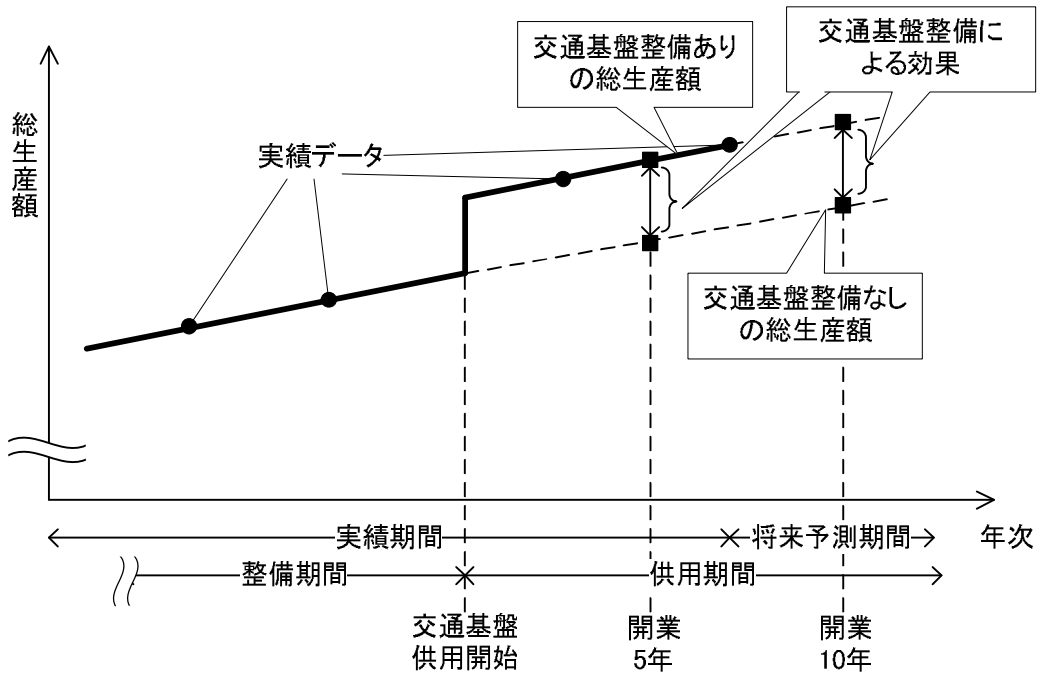 交通基盤整備あり
の総生産額
交通基盤整備に
よる効果
総生産額
実績データ
交通基盤整備なし
の総生産額
実績期間
将来予測期間
年次
整備期間
供用期間
交通基盤
供用開始
開業
5年
開業
10年